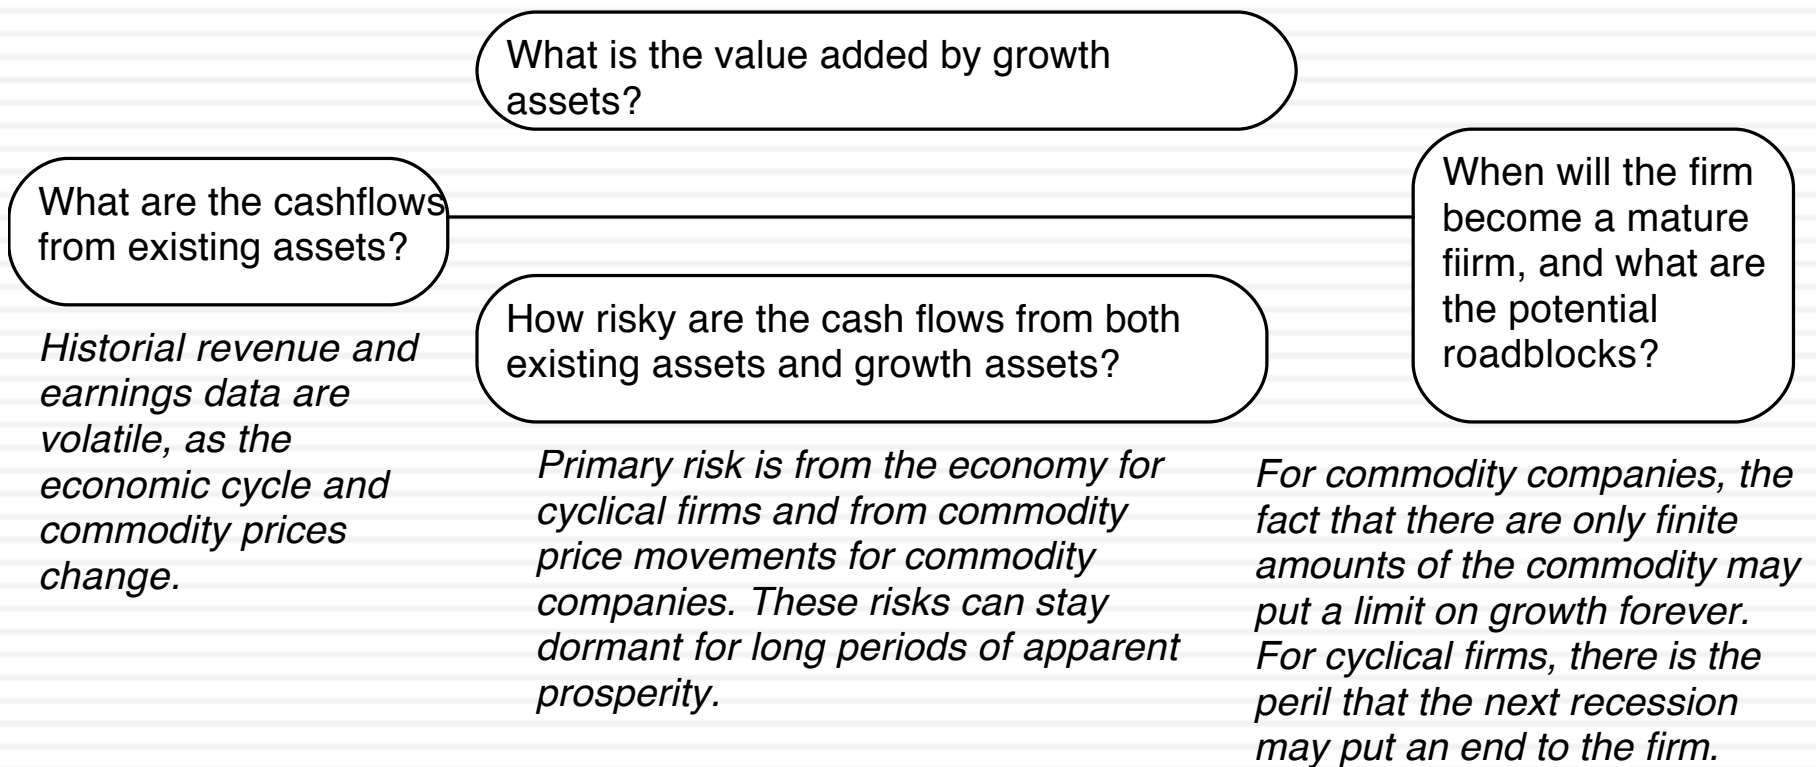 What is the value added by growth
assets?
What are the cashflows
from existing assets?
Historial revenue and
earnings data are
volatile, as the
economic cycle and
commodity prices
change.
How risky are the cash flows from both
existing assets and growth assets?
Primary risk is from the economy for
cyclical firms and from commodity
price movements for commodity
companies. These risks can stay
dormant for long periods of apparent
prosperity.
When will the firm
become a mature
fiirm, and what are
the potential
roadblocks?
For commodity companies, the
fact that there are only finite
amounts of the commodity may
put a limit on growth forever.
For cyclical firms, there is the
peril that the next recession
may put an end to the firm.